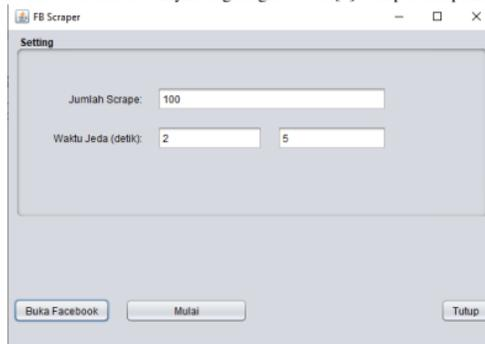 FB Scraper
Setting
Jumlah Scrape: 100
Waktu Jeda (detik): 2 5
Buka Facebook Mulai Tutup